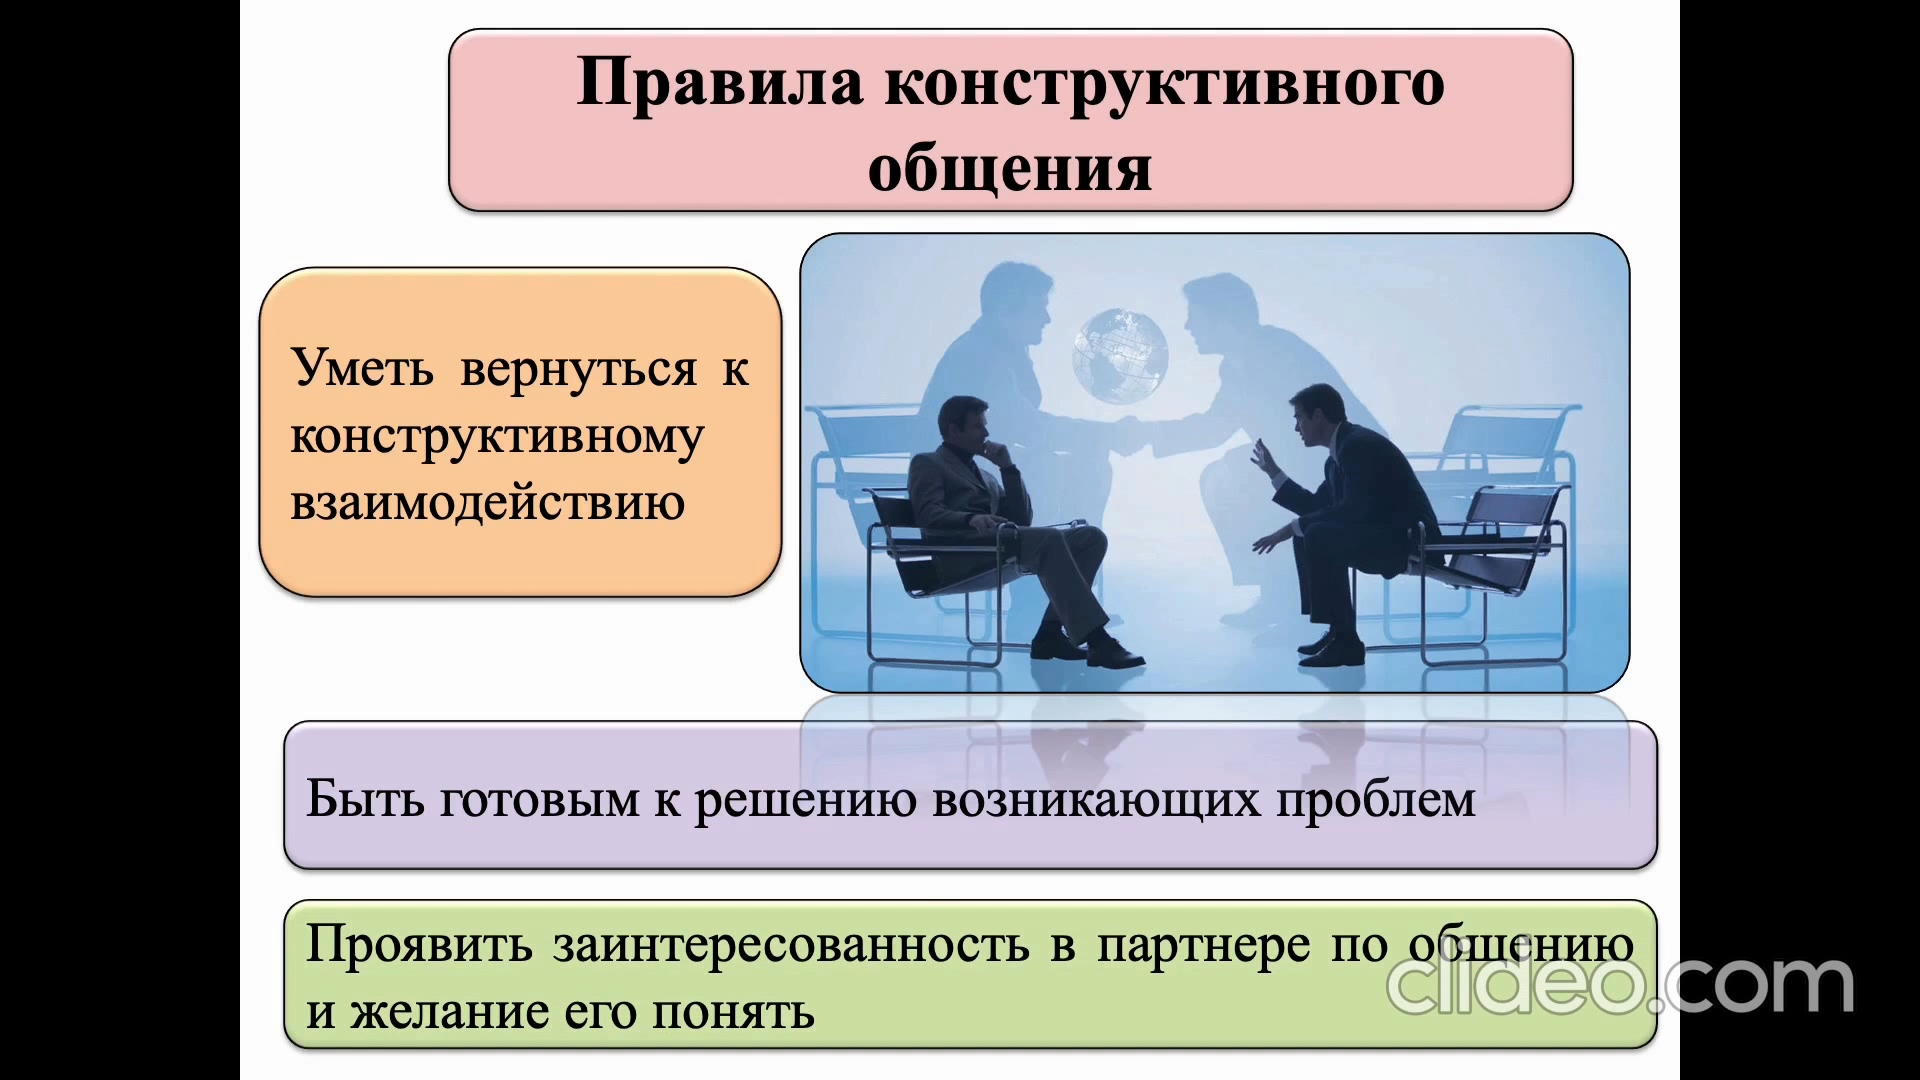 Правила конструктивного
общения
Уметь вернуться к
конструктивному
взаимодействию
Быть готовым к решению возникающих проблем
Проявить заинтересованность в партнере по общению
и желание его понять
clideo.com